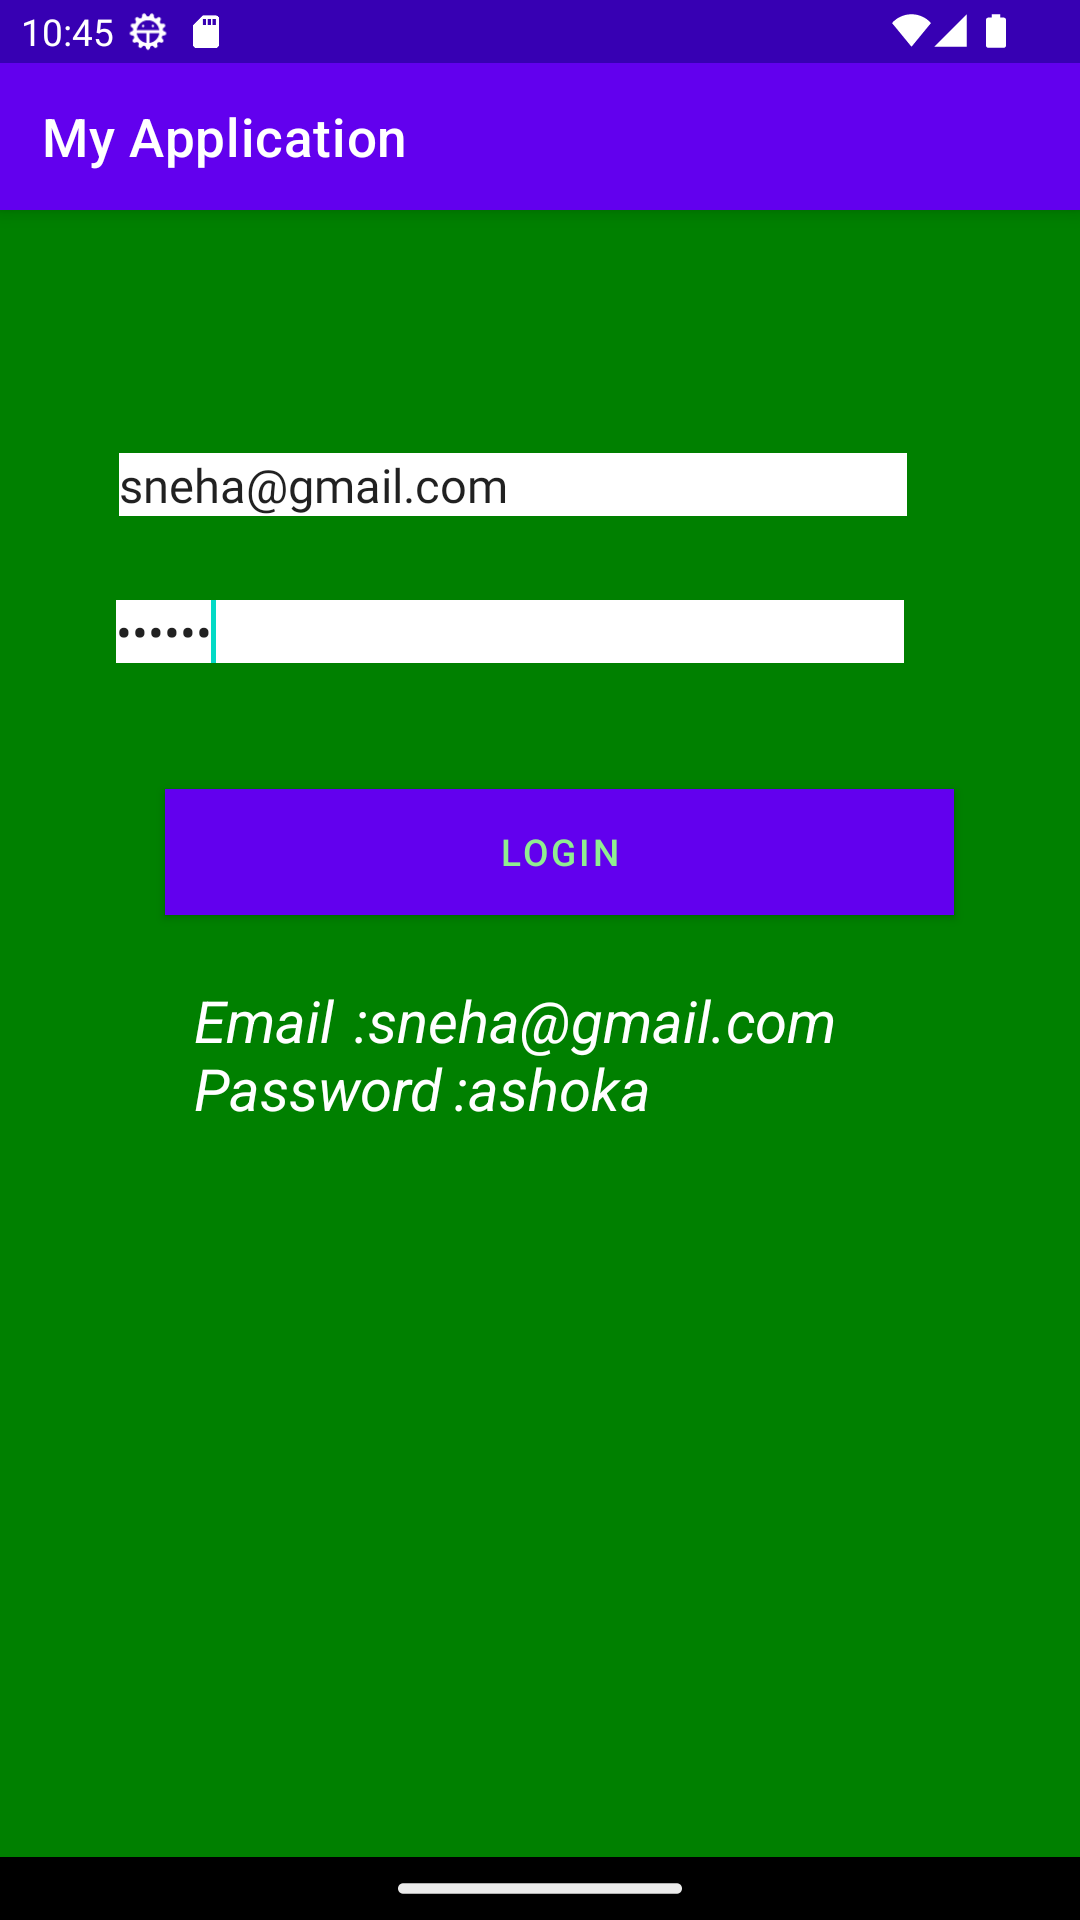 10:45
My Application
sneha@gmail.com
••••••
LOGIN
Email :sneha@gmail.com
Password :ashoka